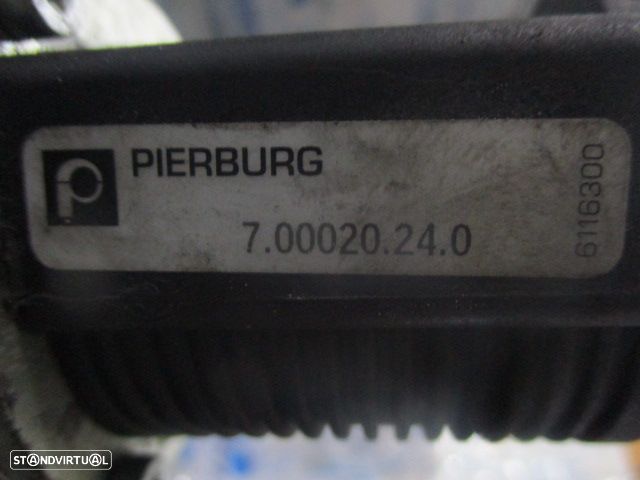 PIERBURG
7.00020.24.0
6116300
STANDVIRTUAL